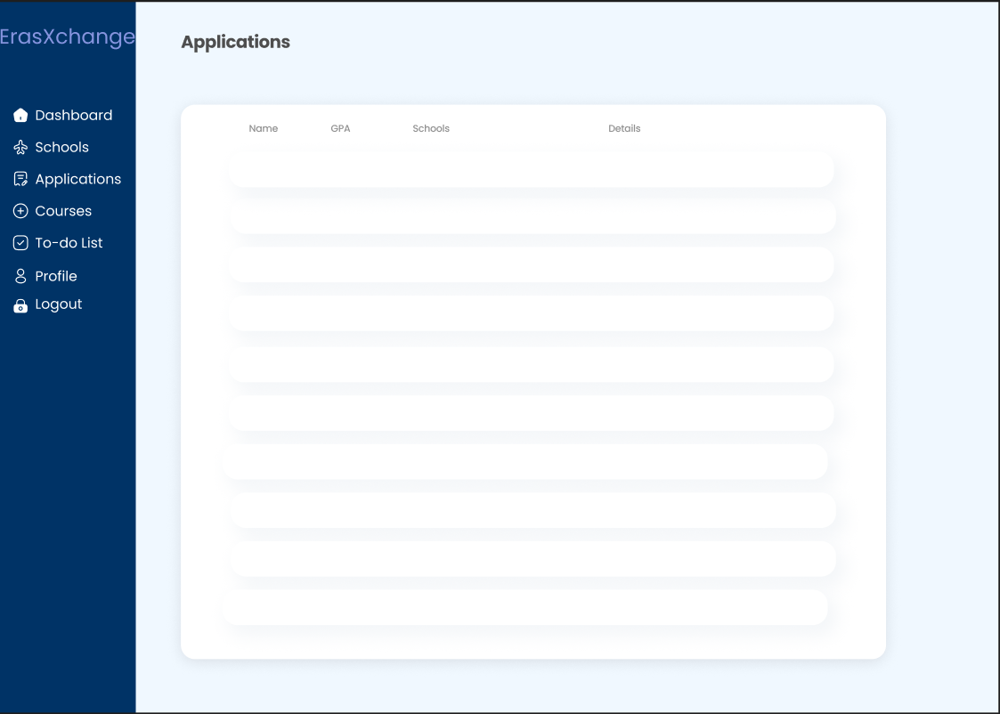 ErasXchange
Applications
Dashboard
Schools
Applications
Courses
To-do List
Profile
Logout
Name GPA Schools Details